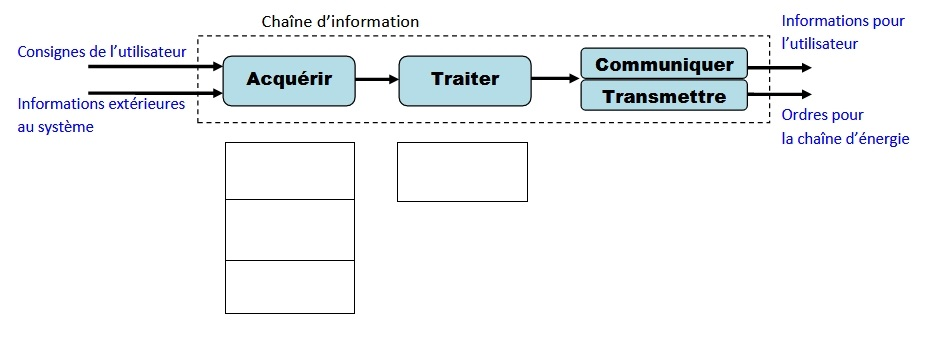 Chaîne d’information
Consignes de l’utilisateur
Informations extérieures
au système
Acquérir
Traiter
Communiquer
Transmettre
Informations pour
l’utilisateur
Ordres pour
la chaîne d’énergie